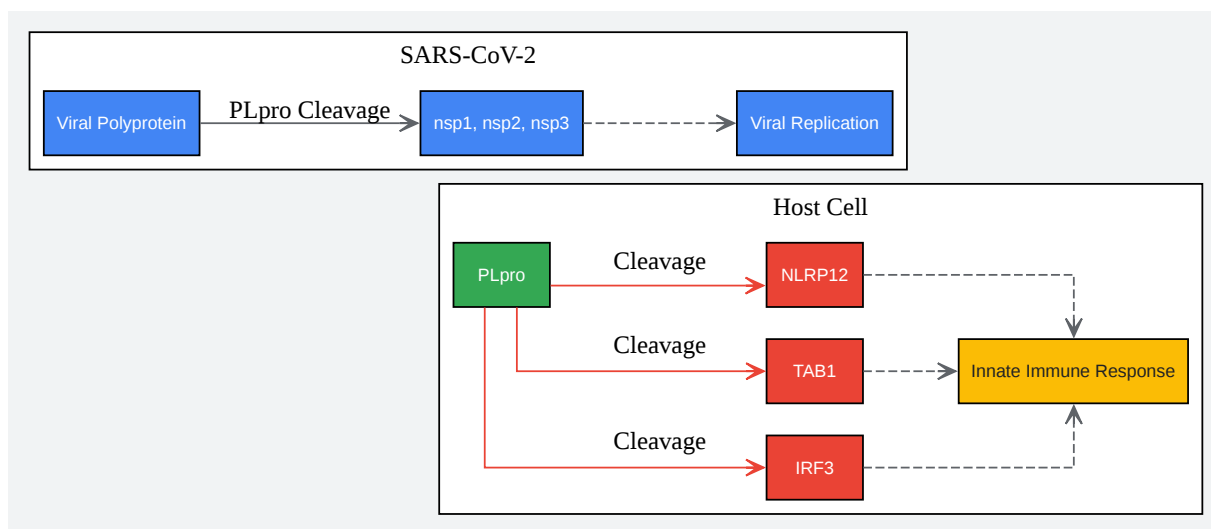 SARS-CoV-2
Viral Polyprotein
PLpro Cleavage
nsp1, nsp2, nsp3
Viral Replication
Host Cell
PLpro
Cleavage
NLRP12
Cleavage
TAB1
Innate Immune Response
Cleavage
IRF3